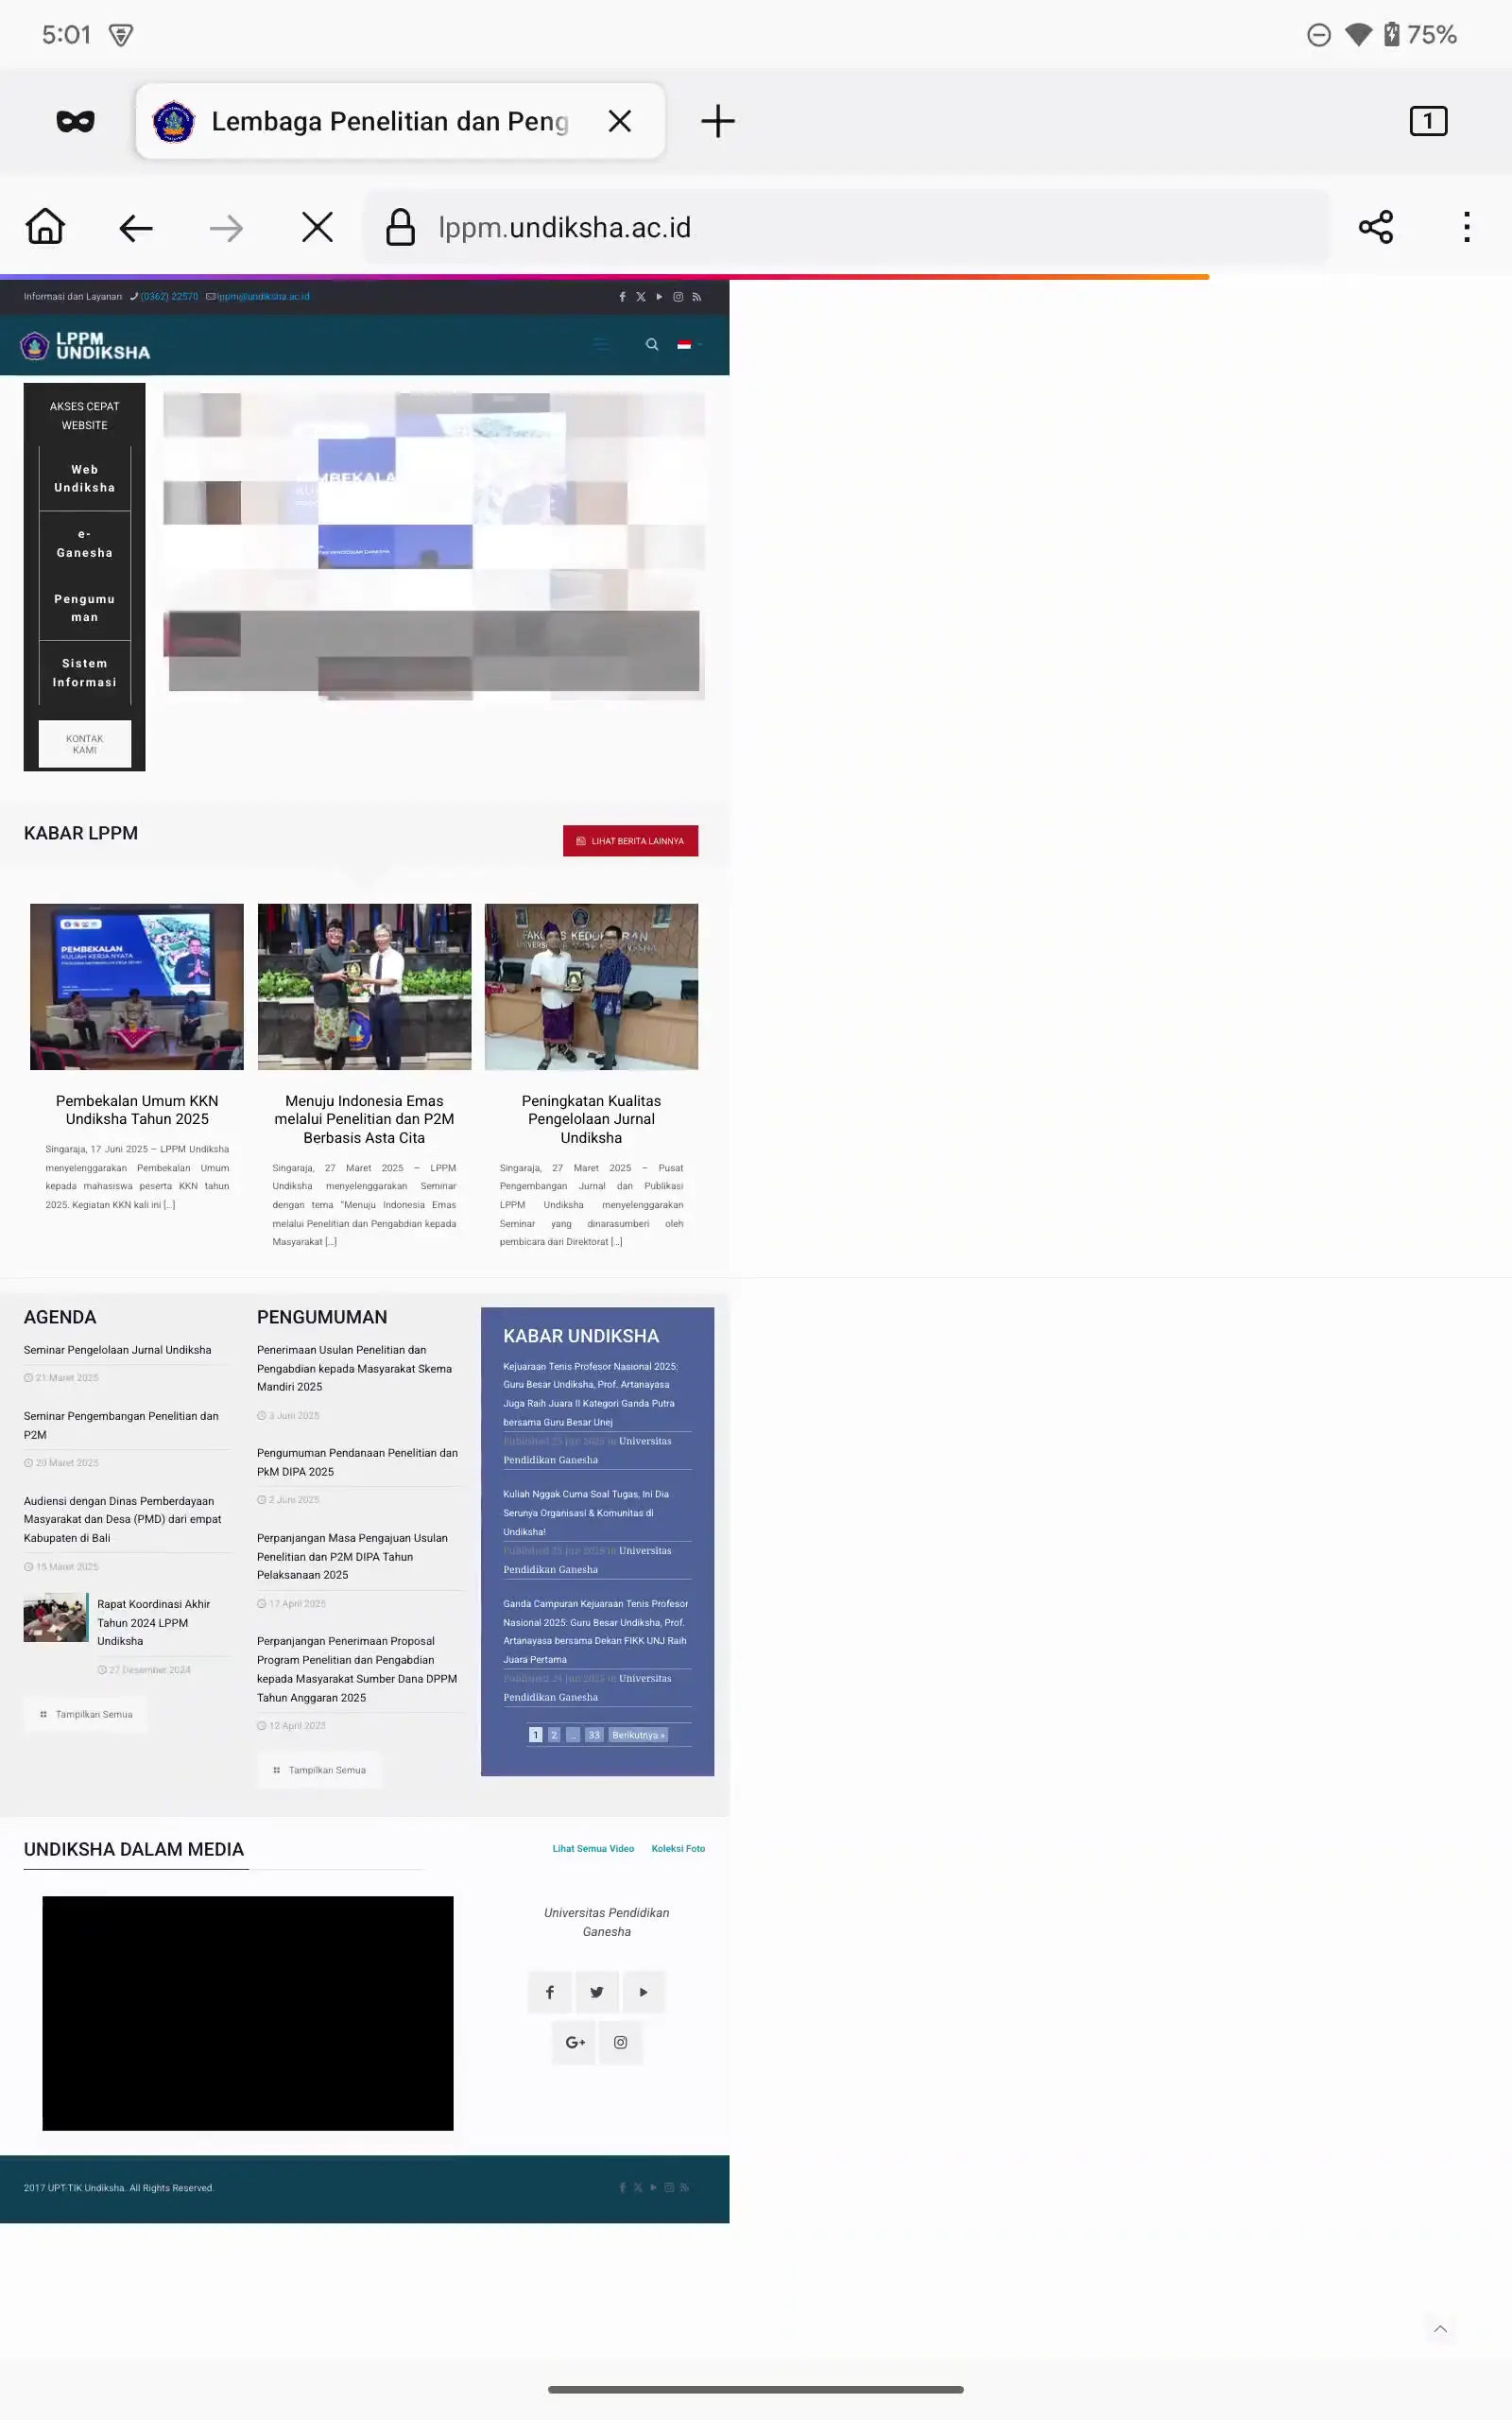 5:01
75%
Lembaga Penelitian dan Peng
1
lppm.undiksha.ac.id
Informasi dan Layanan (0362) 22570 lppm@undiksha.ac.id
LPPM
UNDIKSHA
AKSES CEPAT
WEBSITE
Web
Undiksha
e-
Ganesha
Pengumu
man
Sistem
Informasi
KONTAK
KAMI
KABAR LPPM
LIHAT BERITA LAINNYA
PEMBEKALAN
KULIAH KERJA NYATA
Pembekalan Umum KKN
Undiksha Tahun 2025
Singaraja, 17 Juni 2025 – LPPM Undiksha
menyelenggarakan Pembekalan Umum
kepada mahasiswa peserta KKN tahun
2025. Kegiatan KKN kali ini [...]
Menuju Indonesia Emas
melalui Penelitian dan P2M
Berbasis Asta Cita
Singaraja, 27 Maret 2025 – LPPM
Undiksha menyelenggarakan Seminar
dengan tema “Menuju Indonesia Emas
melalui Penelitian dan Pengabdian kepada
Masyarakat [...]
Peningkatan Kualitas
Pengelolaan Jurnal
Undiksha
Singaraja, 27 Maret 2025 – Pusat
Pengembangan Jurnal dan Publikasi
LPPM Undiksha menyelenggarakan
Seminar yang dinarasumberi oleh
pembicara dari Direktorat [...]
AGENDA
Seminar Pengelolaan Jurnal Undiksha
21 Maret 2025
Seminar Pengembangan Penelitian dan
P2M
20 Maret 2025
Audiensi dengan Dinas Pemberdayaan
Masyarakat dan Desa (PMD) dari empat
Kabupaten di Bali
15 Maret 2025
Rapat Koordinasi Akhir
Tahun 2024 LPPM
Undiksha
27 Desember 2024
Tampilkan Semua
PENGUMUMAN
Penerimaan Usulan Penelitian dan
Pengabdian kepada Masyarakat Skema
Mandiri 2025
3 Juni 2025
Pengumuman Pendanaan Penelitian dan
PkM DIPA 2025
2 Juni 2025
Perpanjangan Masa Pengajuan Usulan
Penelitian dan P2M DIPA Tahun
Pelaksanaan 2025
17 April 2025
Perpanjangan Penerimaan Proposal
Program Penelitian dan Pengabdian
kepada Masyarakat Sumber Dana DPPM
Tahun Anggaran 2025
12 April 2025
Tampilkan Semua
KABAR UNDIKSHA
Kejuaraan Tenis Profesor Nasional 2025:
Guru Besar Undiksha, Prof. Artanayasa
Juga Raih Juara II Kategori Ganda Putra
bersama Guru Besar Unej
Published 25 Jun 2025 in Universitas
Pendidikan Ganesha
Kuliah Nggak Cuma Soal Tugas, Ini Dia
Serunya Organisasi & Komunitas di
Undiksha!
Published 25 Jun 2025 in Universitas
Pendidikan Ganesha
Ganda Campuran Kejuaraan Tenis Profesor
Nasional 2025: Guru Besar Undiksha, Prof.
Artanayasa bersama Dekan FIKK UNJ Raih
Juara Pertama
Published 24 Jun 2025 in Universitas
Pendidikan Ganesha
1 2 ... 33 Berikutnya »
UNDIKSHA DALAM MEDIA
Lihat Semua Video Koleksi Foto
Universitas Pendidikan
Ganesha
2017 UPT-TIK Undiksha. All Rights Reserved.